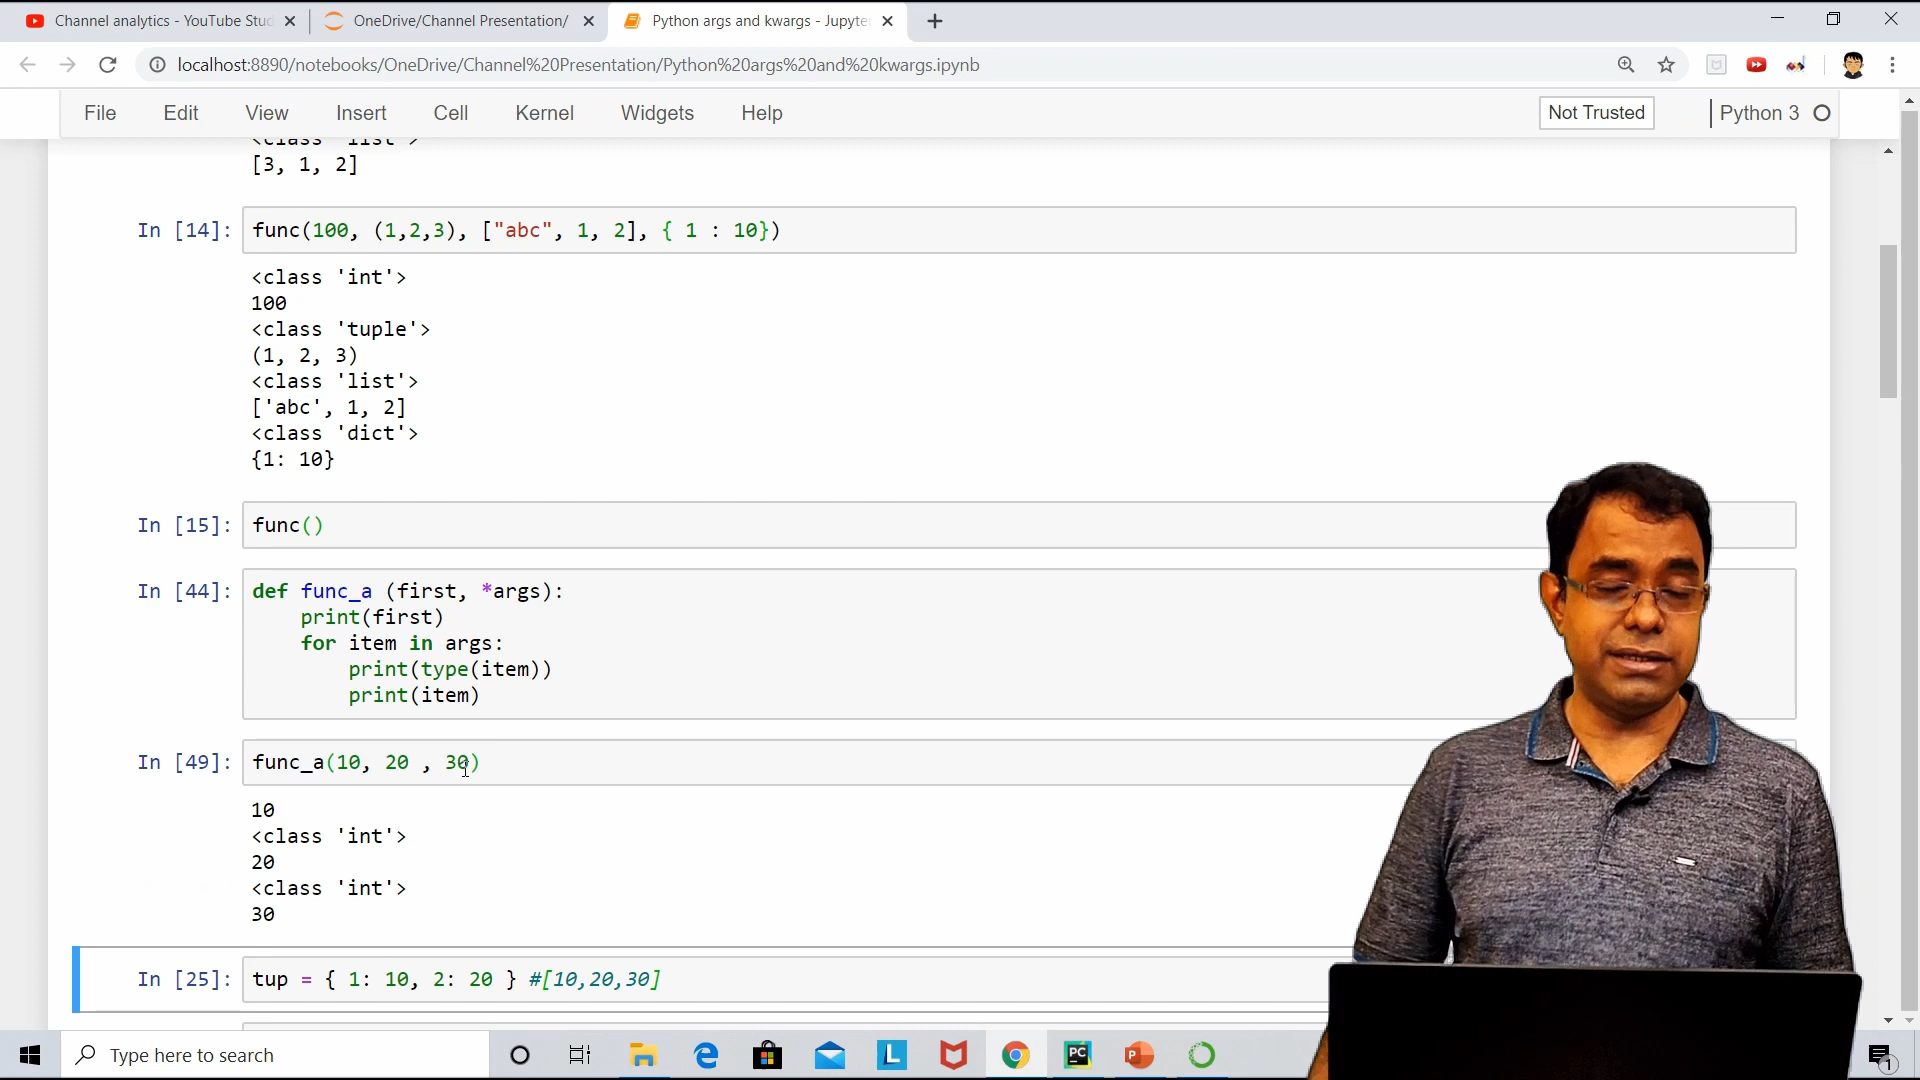 Channel analytics - YouTube Stud
OneDrive/Channel Presentation/
Python args and kwargs - Jupyte
localhost:8890/notebooks/OneDrive/Channel%20Presentation/Python%20args%20and%20kwargs.ipynb
File Edit View Insert Cell Kernel Widgets Help Not Trusted Python 3
<class 'list'>
[3, 1, 2]
In [14]: func(100, (1,2,3), ["abc", 1, 2], { 1 : 10})
<class 'int'>
100
<class 'tuple'>
(1, 2, 3)
<class 'list'>
['abc', 1, 2]
<class 'dict'>
{1: 10}
In [15]: func()
In [44]: def func_a (first, *args):
print(first)
for item in args:
print(type(item))
print(item)
In [49]: func_a(10, 20 , 30)
10
<class 'int'>
20
<class 'int'>
30
In [25]: tup = { 1: 10, 2: 20 } #[10,20,30]
Type here to search
L
PC
P
1